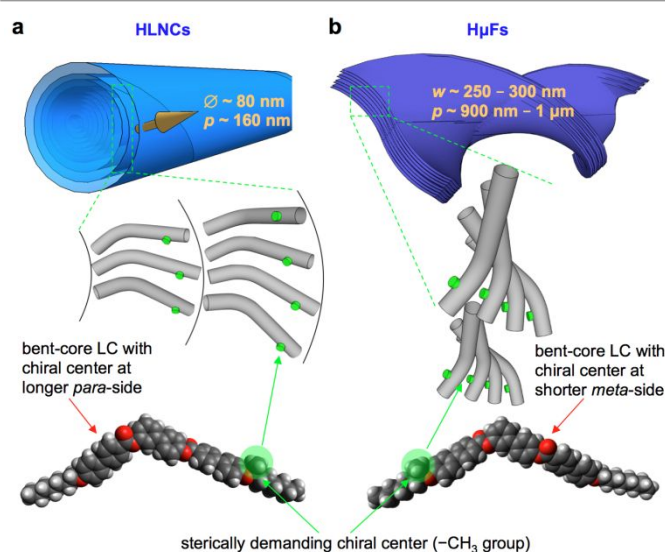 a
HLNCs
Ø ~ 80 nm
p ~ 160 nm
b
HµFs
w ~ 250 – 300 nm
p ~ 900 nm – 1 µm
bent-core LC with
chiral center at
longer para-side
bent-core LC with
chiral center at
shorter meta-side
sterically demanding chiral center (−CH₃ group)